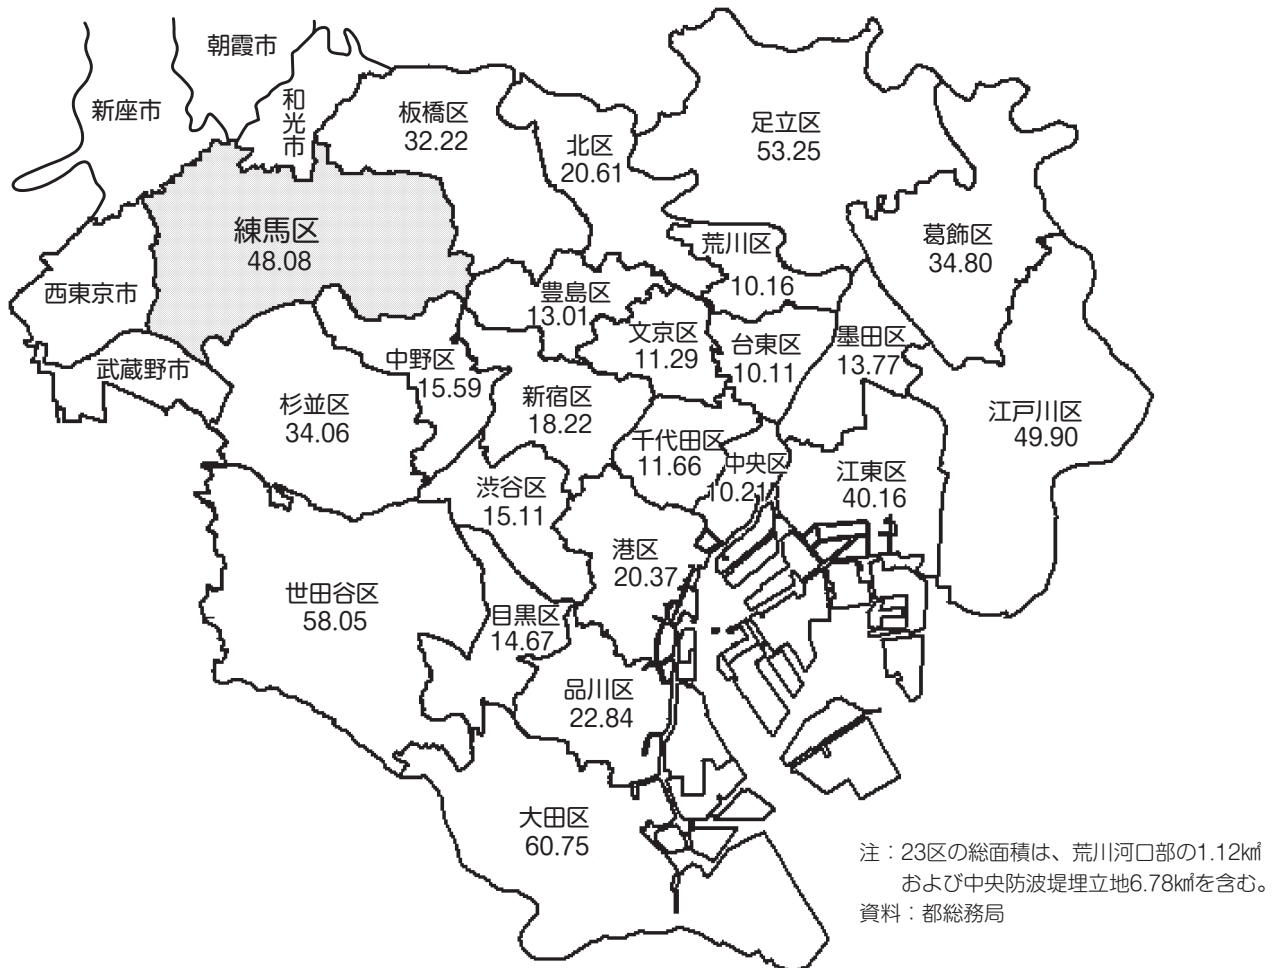 朝霞市
新座市
和光市
板橋区
32.22
北区
20.61
足立区
53.25
練馬区
48.08
荒川区
10.16
葛飾区
34.80
西東京市
豊島区
13.01
文京区
11.29
台東区
10.11
墨田区
13.77
武蔵野市
中野区
15.59
杉並区
34.06
新宿区
18.22
千代田区
11.66
中央区
10.21
江戸川区
49.90
江東区
40.16
渋谷区
15.11
港区
20.37
世田谷区
58.05
目黒区
14.67
品川区
22.84
大田区
60.75
注：23区の総面積は、荒川河口部の1.12㎢
および中央防波堤埋立地6.78㎢を含む。
資料：都総務局